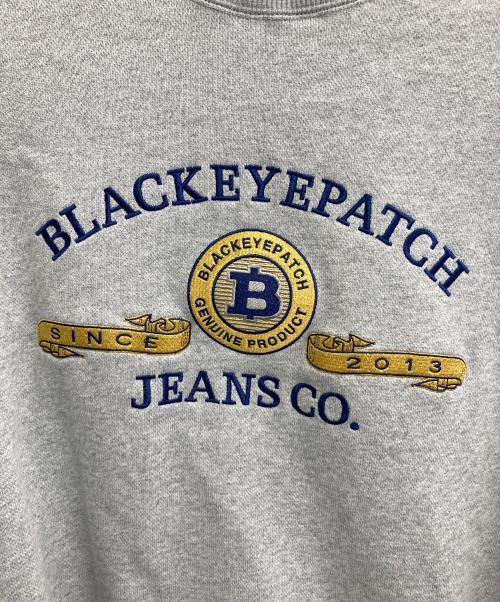 BLACKEYEPATCH
BLACKEYEPATCH
B
GENUINE PRODUCT
SINCE 2013
JEANS CO.